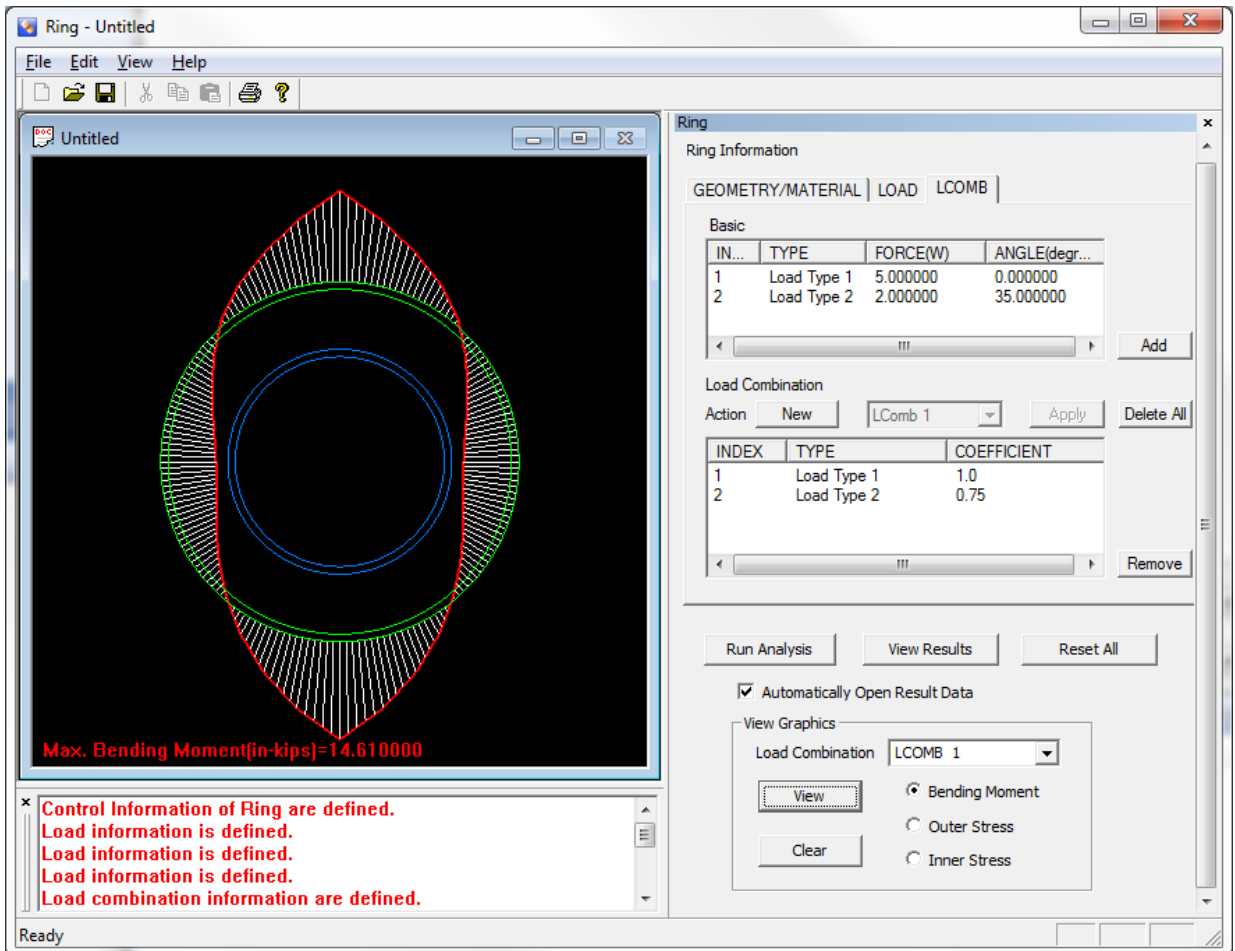 Ring - Untitled
File Edit View Help
Untitled
Max. Bending Moment(in-kips)=14.610000
Control Information of Ring are defined.
Load information is defined.
Load information is defined.
Load information is defined.
Load combination information are defined.
Ring
Ring Information
GEOMETRY/MATERIAL LOAD LCOMB
Basic
IN... TYPE FORCE(W) ANGLE(degr...
1 Load Type 1 5.000000 0.000000
2 Load Type 2 2.000000 35.000000
Add
Load Combination
Action New LComb 1 Apply Delete All
INDEX TYPE COEFFICIENT
1 Load Type 1 1.0
2 Load Type 2 0.75
Remove
Run Analysis View Results Reset All
Automatically Open Result Data
View Graphics
Load Combination LCOMB 1
View Bending Moment
Outer Stress
Clear
Inner Stress
Ready